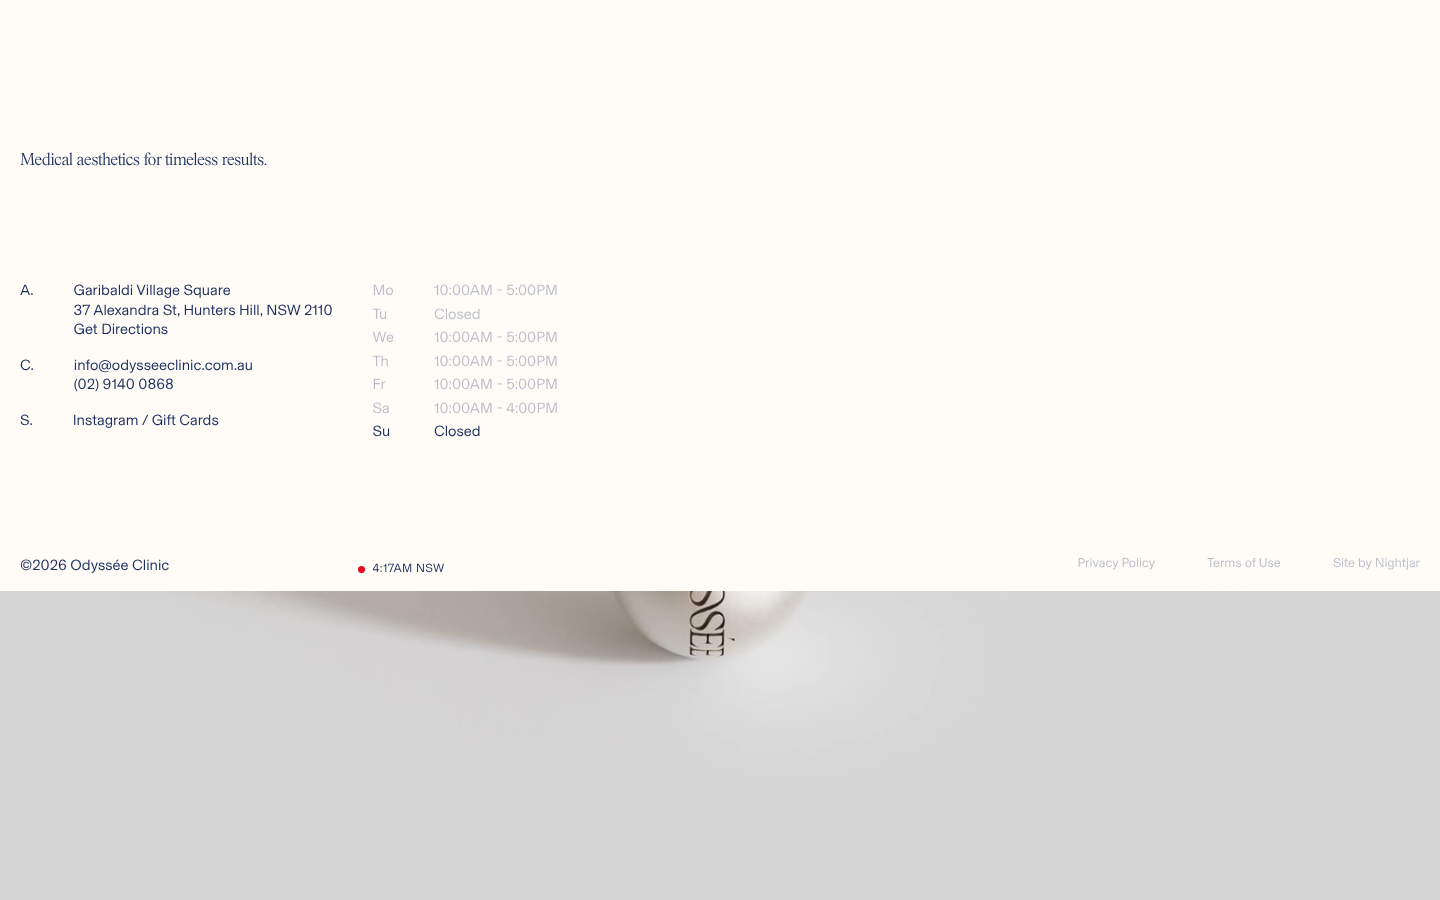 Medical aesthetics for timeless results.
A.
Garibaldi Village Square
37 Alexandra St, Hunters Hill, NSW 2110
Get Directions
C.
info@odysseeclinic.com.au
(02) 9140 0868
S.
Instagram / Gift Cards
Mo 10:00AM - 5:00PM
Tu Closed
We 10:00AM - 5:00PM
Th 10:00AM - 5:00PM
Fr 10:00AM - 5:00PM
Sa 10:00AM - 4:00PM
Su Closed
©2026 Odyssée Clinic
4:17AM NSW
Privacy Policy
Terms of Use
Site by Nightjar
SSÉE